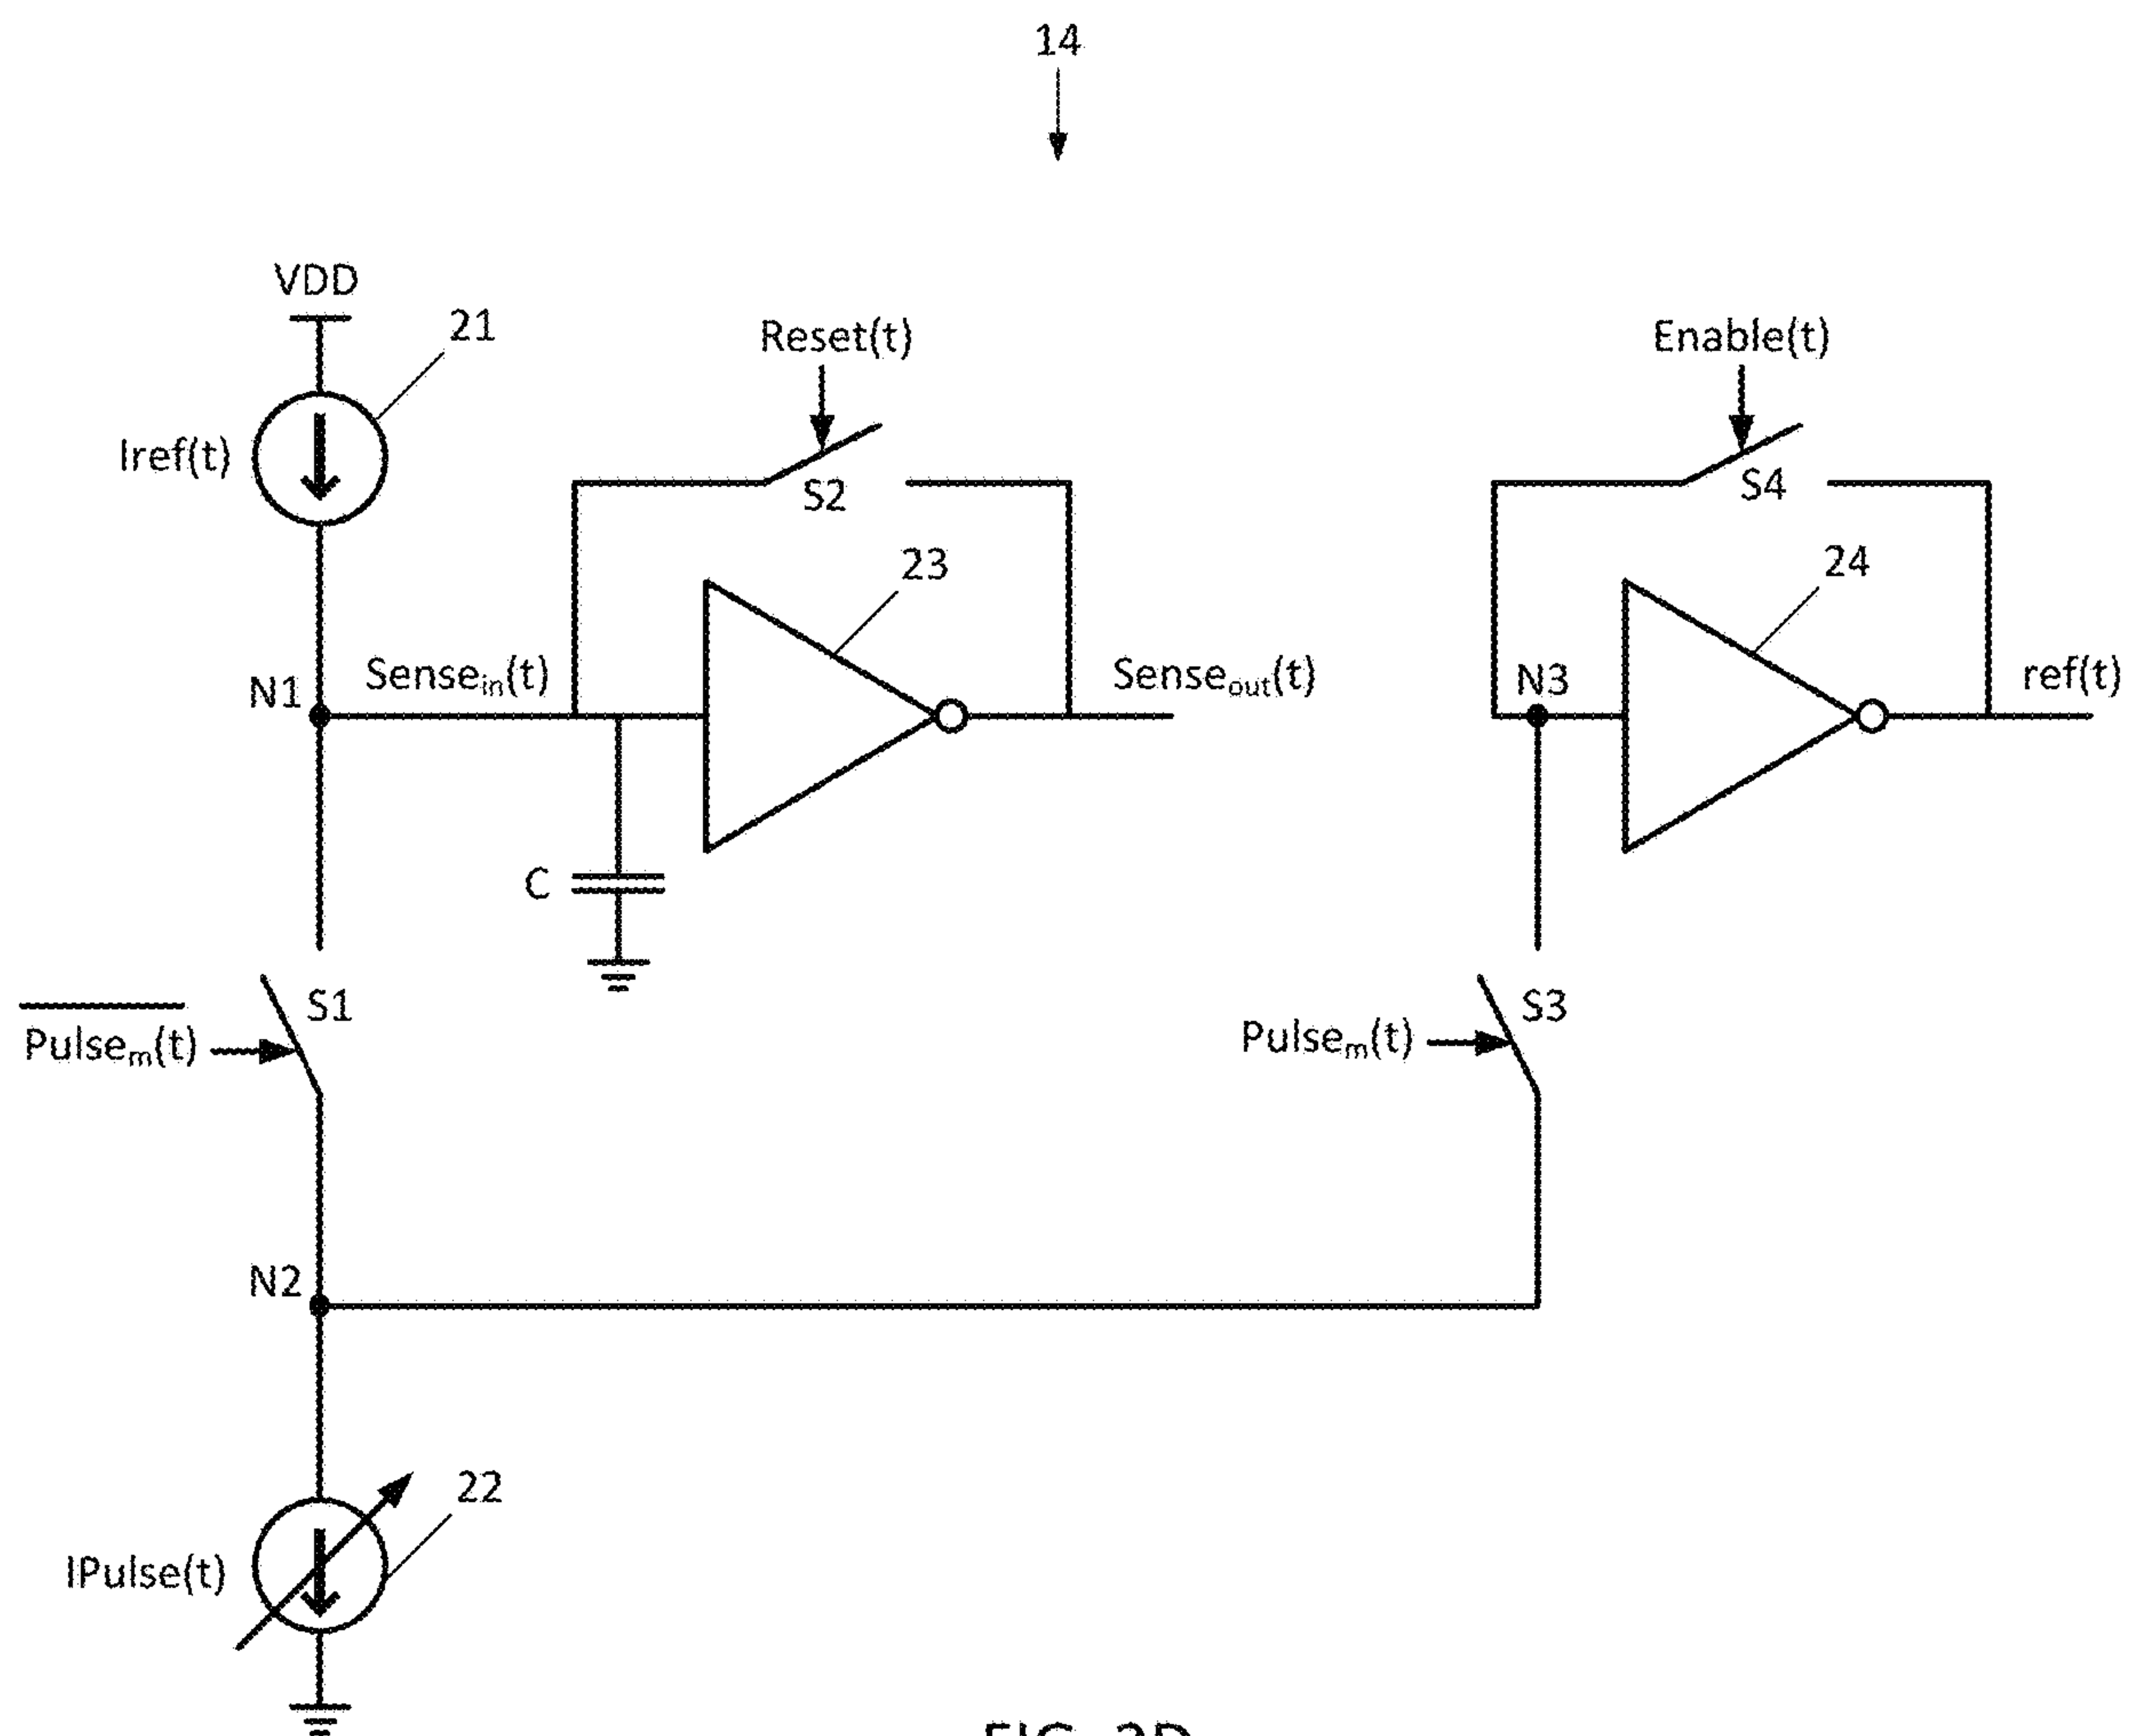 14
VDD
21
Iref(t)
Reset(t)
S2
Enable(t)
S4
23
24
N1
Sensein(t)
Senseout(t)
N3
ref(t)
C
S1
Pulsem(t)
S3
Pulsem(t)
N2
22
IPulse(t)